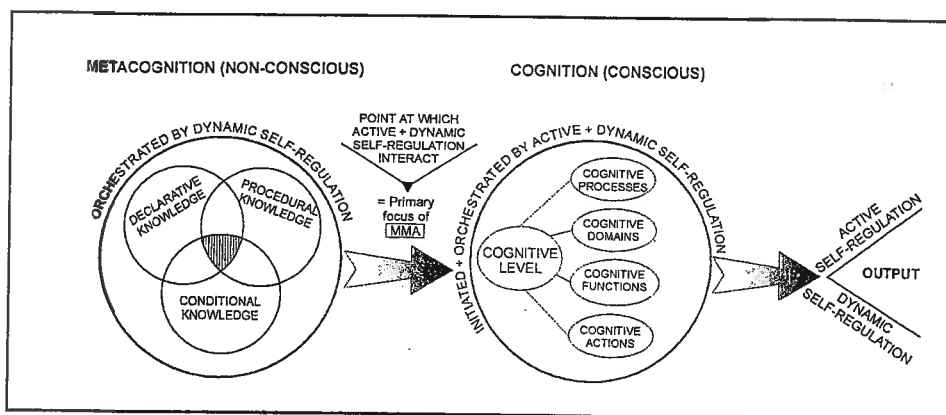 METACOGNITION (NON-CONSCIOUS)
COGNITION (CONSCIOUS)
ORCHESTRATED BY DYNAMIC SELF-REGULATION
DECLARATIVE
KNOWLEDGE
PROCEDURAL
KNOWLEDGE
CONDITIONAL
KNOWLEDGE
POINT AT WHICH
ACTIVE + DYNAMIC
SELF-REGULATION
INTERACT
= Primary
focus of
MMA
INITIATED + ORCHESTRATED BY ACTIVE + DYNAMIC SELF-REGULATION
COGNITIVE
LEVEL
COGNITIVE
PROCESSES
COGNITIVE
DOMAINS
COGNITIVE
FUNCTIONS
COGNITIVE
ACTIONS
ACTIVE
SELF-REGULATION
OUTPUT
DYNAMIC
SELF-REGULATION